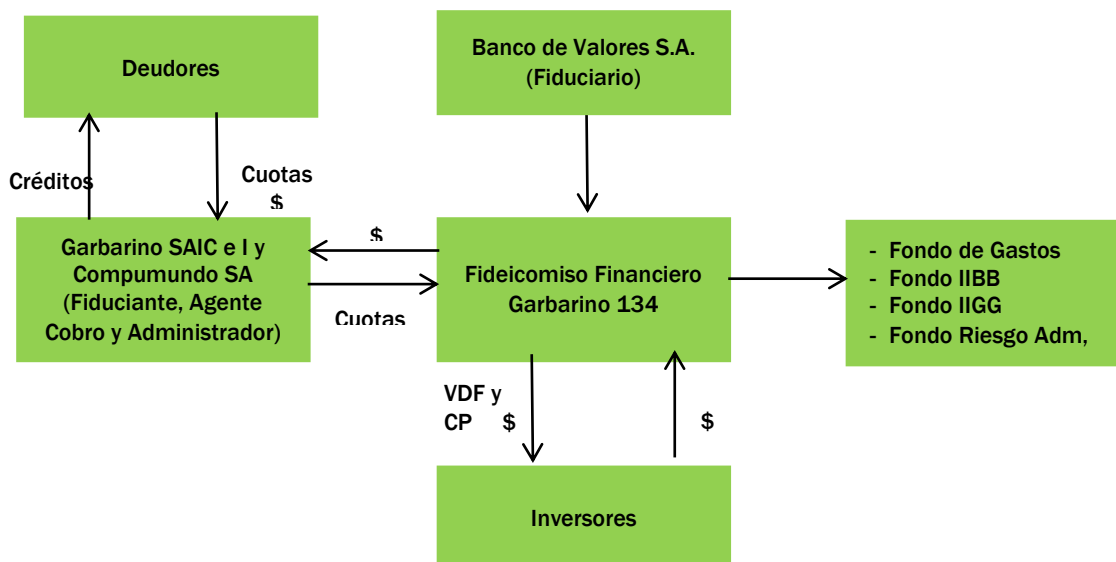 Deudores
Banco de Valores S.A.
(Fiduciario)
Créditos
Cuotas
$
Garbarino SAIC e I y
Compumundo SA
(Fiduciante, Agente
Cobro y Administrador)
$
Cuotas
Fideicomiso Financiero
Garbarino 134
- Fondo de Gastos
- Fondo IIBB
- Fondo IIGG
- Fondo Riesgo Adm,
VDF y
CP $
$
Inversores